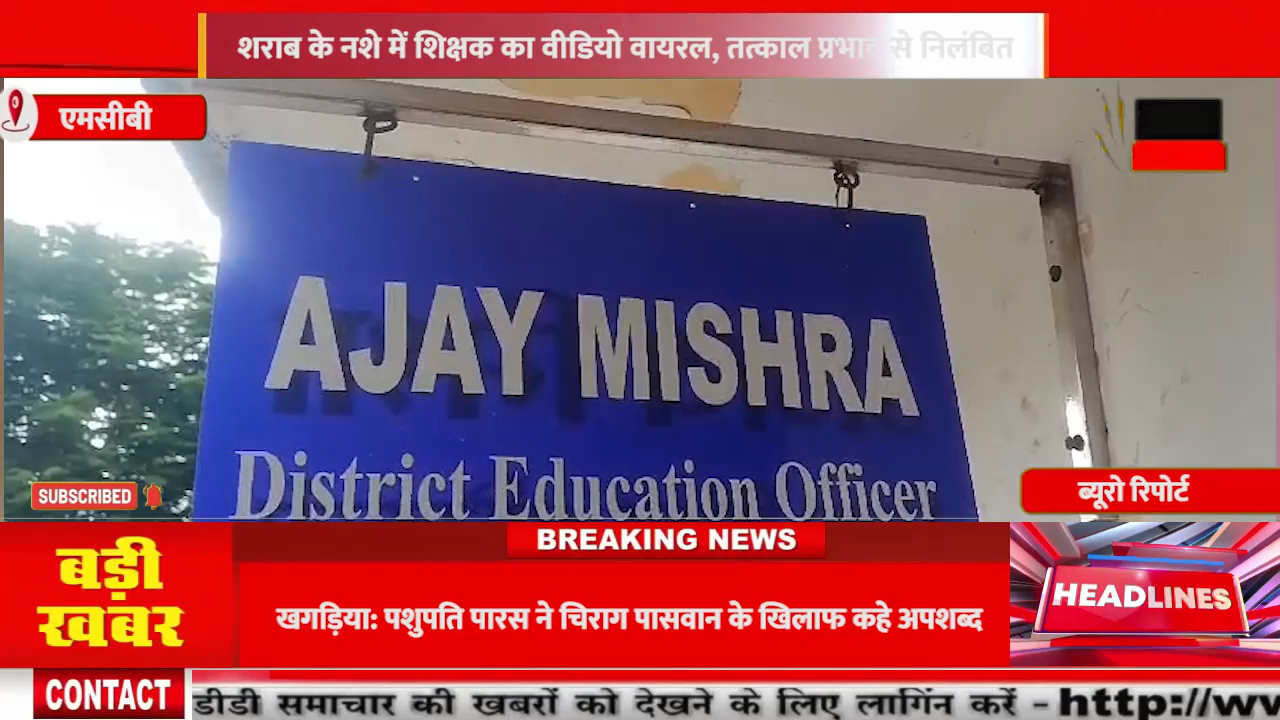 शराब के नशे में शिक्षक का वीडियो वायरल, तत्काल प्रभाव से निलंबित
एमसीबी
AJAY MISHRA
District Education Officer
SUBSCRIBED
ब्यूरो रिपोर्ट
BREAKING NEWS
बड़ी
खबर
खगड़िया: पशुपति पारस ने चिराग पासवान के खिलाफ कहे अपशब्द
HEADLINES
CONTACT
डीडी समाचार की खबरों को देखने के लिए लागिंन करें - http://